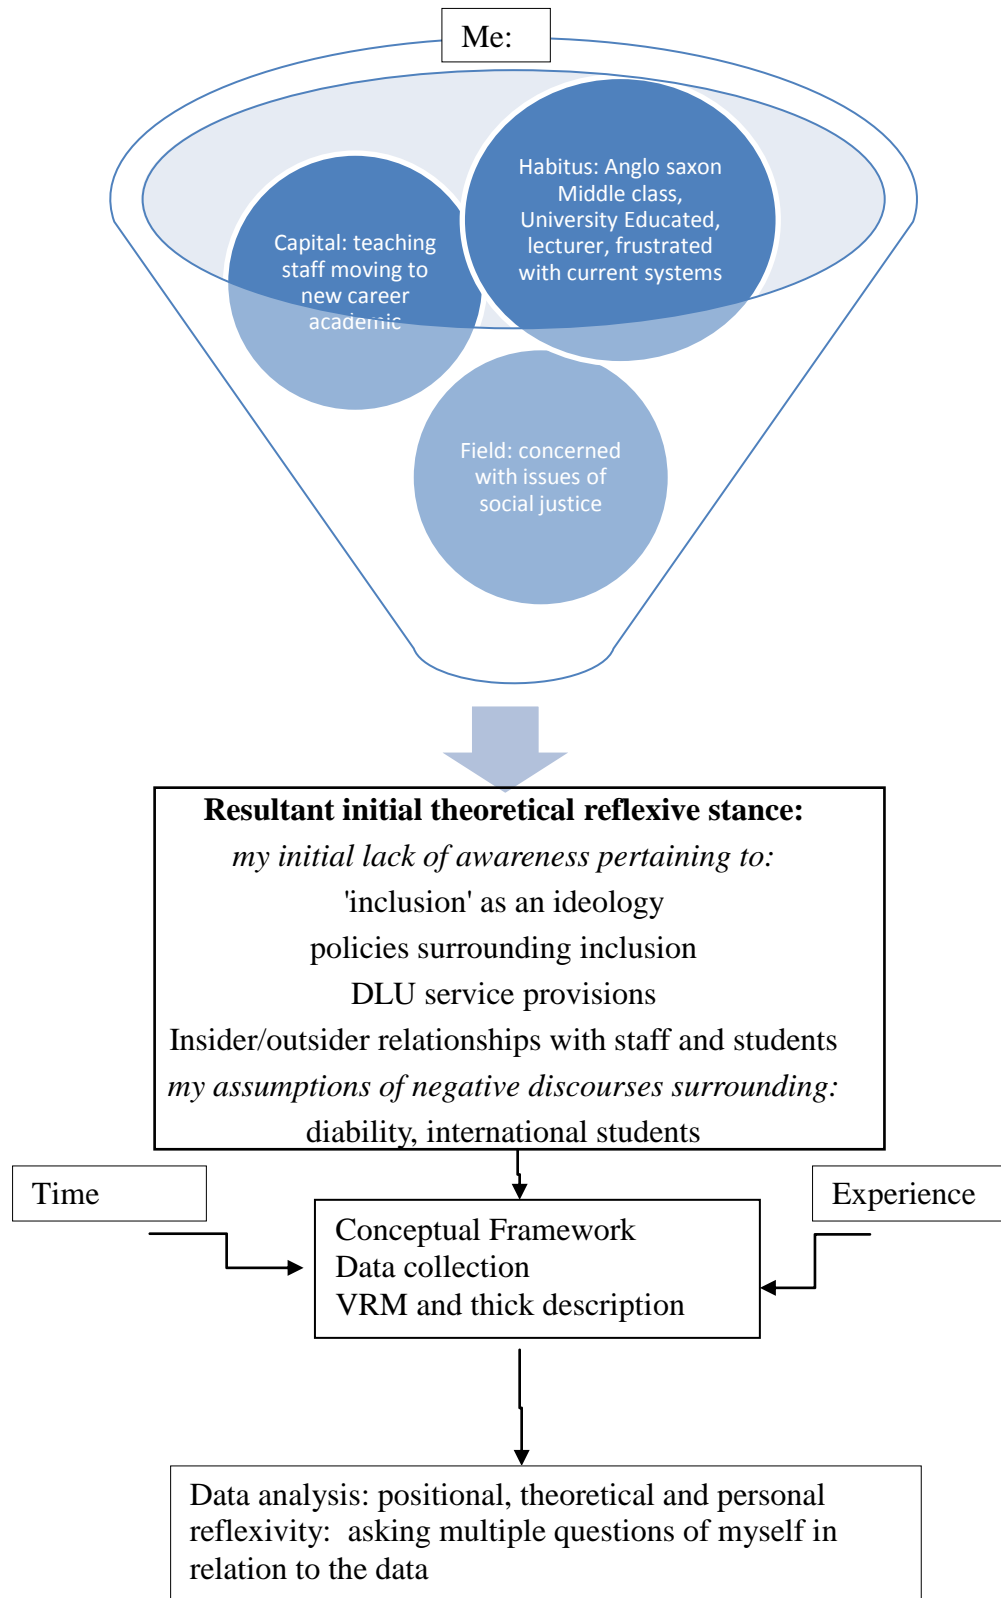 Me:
Habitus: Anglo saxon
Middle class,
University Educated,
lecturer, frustrated
with current systems
Capital: teaching
staff moving to
new career
academic
Field: concerned
with issues of
social justice
Resultant initial theoretical reflexive stance:
my initial lack of awareness pertaining to:
'inclusion' as an ideology
policies surrounding inclusion
DLU service provisions
Insider/outsider relationships with staff and students
my assumptions of negative discourses surrounding:
diability, international students
Time
Experience
Conceptual Framework
Data collection
VRM and thick description
Data analysis: positional, theoretical and personal
reflexivity:  asking multiple questions of myself in
relation to the data